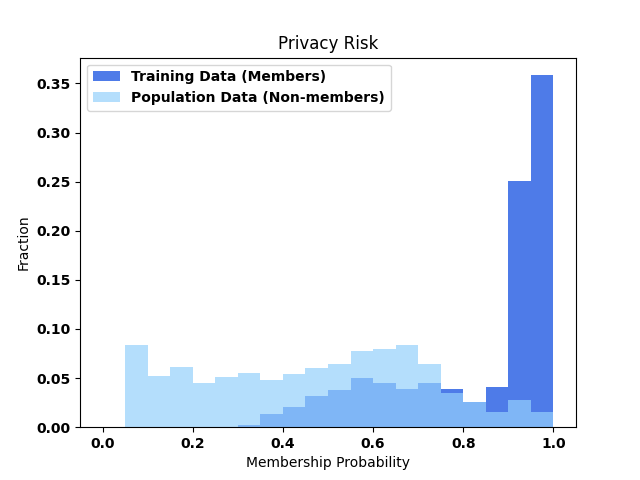 Privacy Risk
Training Data (Members)
Population Data (Non-members)
0.35
0.30
0.25
0.20
0.15
0.10
0.05
0.00
Fraction
0.0 0.2 0.4 0.6 0.8 1.0
Membership Probability